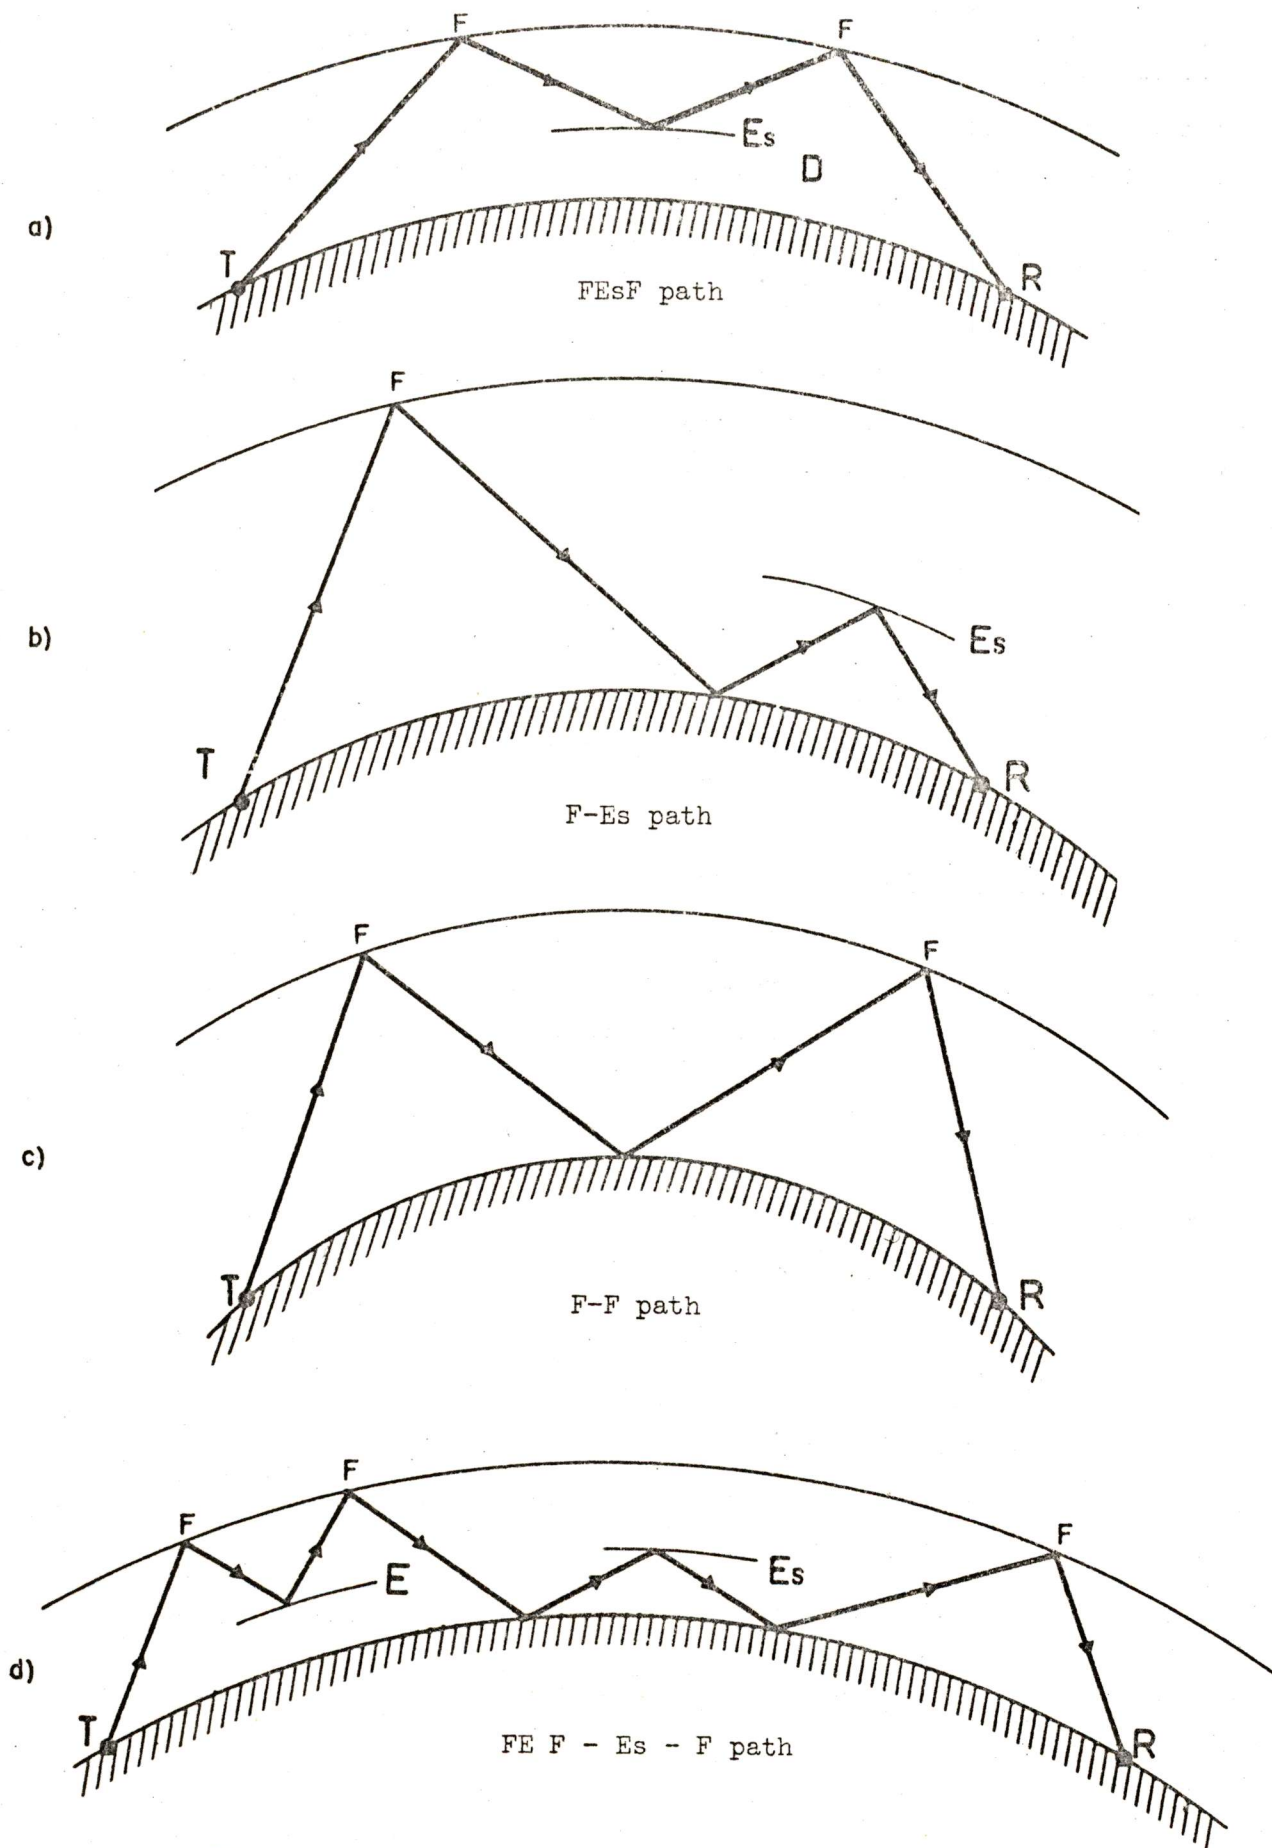 F F
Es
D
a)
T R
FEsF path
F
b)
Es
T R
F-Es path
F F
c)
T R
F-F path
F
F F
E Es
d)
T R
FE F - Es - F path